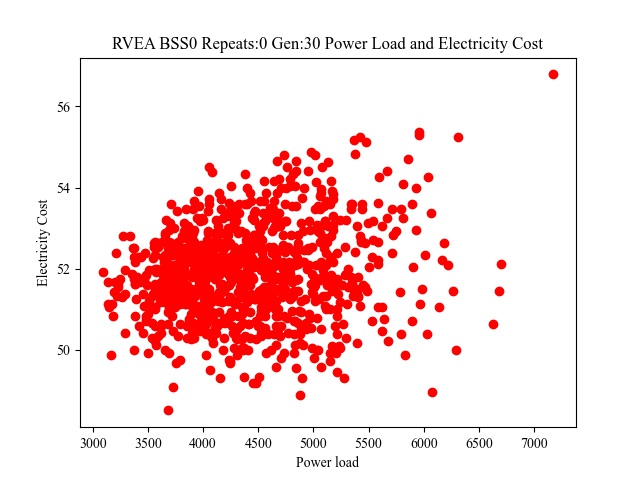 RVEA BSS0 Repeats:0 Gen:30 Power Load and Electricity Cost
56
54
52
50
Electricity Cost
3000 3500 4000 4500 5000 5500 6000 6500 7000
Power load